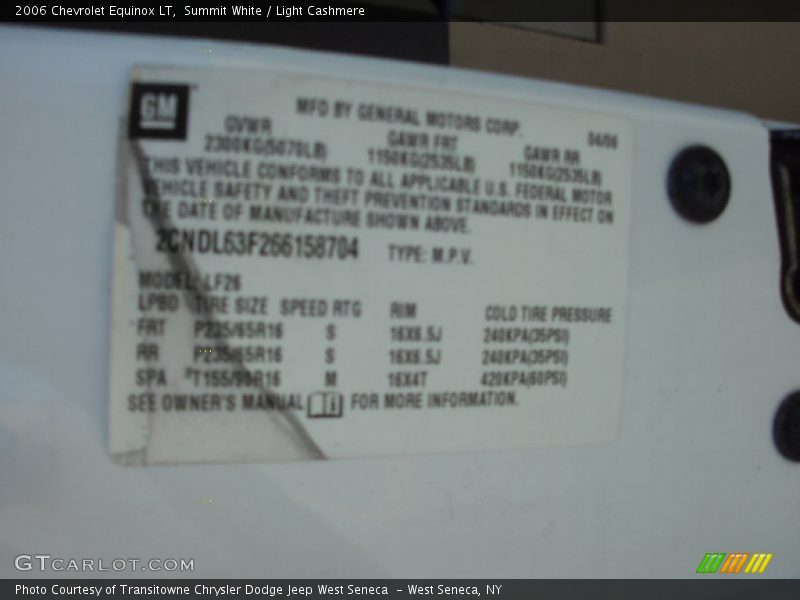 2006 Chevrolet Equinox LT,  Summit White / Light Cashmere
GM
MFD BY GENERAL MOTORS CORP. 04/06
GVWR GAWR FRT GAWR RR
2300KG(5070LB) 1150KG(2535LB) 1150KG(2535LB)
THIS VEHICLE CONFORMS TO ALL APPLICABLE U.S. FEDERAL MOTOR
VEHICLE SAFETY AND THEFT PREVENTION STANDARDS IN EFFECT ON
THE DATE OF MANUFACTURE SHOWN ABOVE.
2CNDL63F266158704 TYPE: M.P.V.
MODEL: LF26
LPBD TIRE SIZE SPEED RTG RIM COLD TIRE PRESSURE
FRT P235/65R16 S 16X6.5J 240KPA(35PSI)
RR P235/65R16 S 16X6.5J 240KPA(35PSI)
SPA T155/90R16 M 16X4T 420KPA(60PSI)
SEE OWNER'S MANUAL FOR MORE INFORMATION.
GTCARLOT.COM
Photo Courtesy of Transitowne Chrysler Dodge Jeep West Seneca  - West Seneca, NY